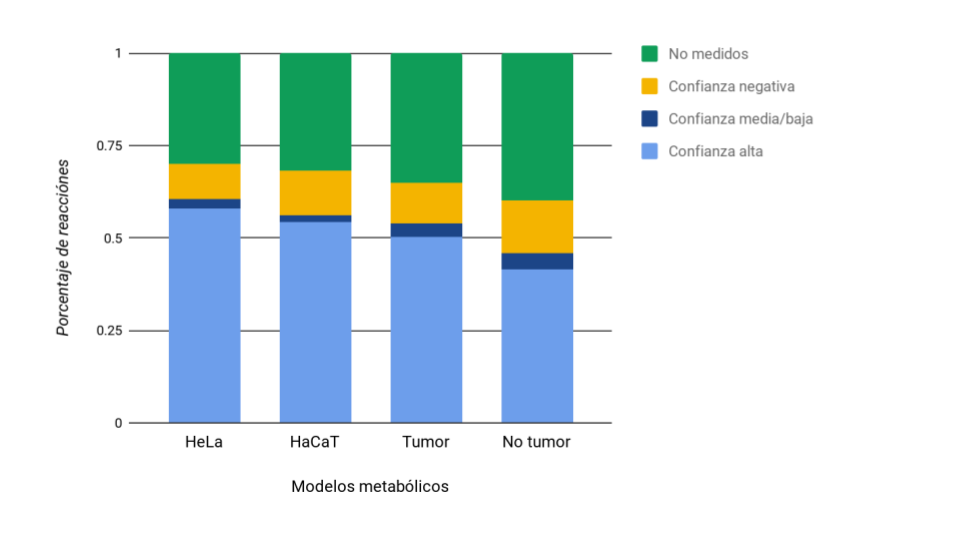 No medidos
Confianza negativa
Confianza media/baja
Confianza alta
Porcentaje de reacciónes
1
0.75
0.5
0.25
0
HeLa
HaCaT
Tumor
No tumor
Modelos metabólicos